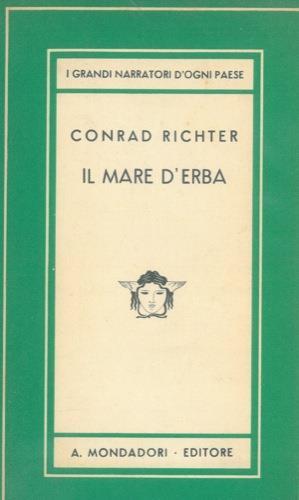 I GRANDI NARRATORI D'OGNI PAESE
CONRAD RICHTER
IL MARE D'ERBA
A. MONDADORI · EDITORE